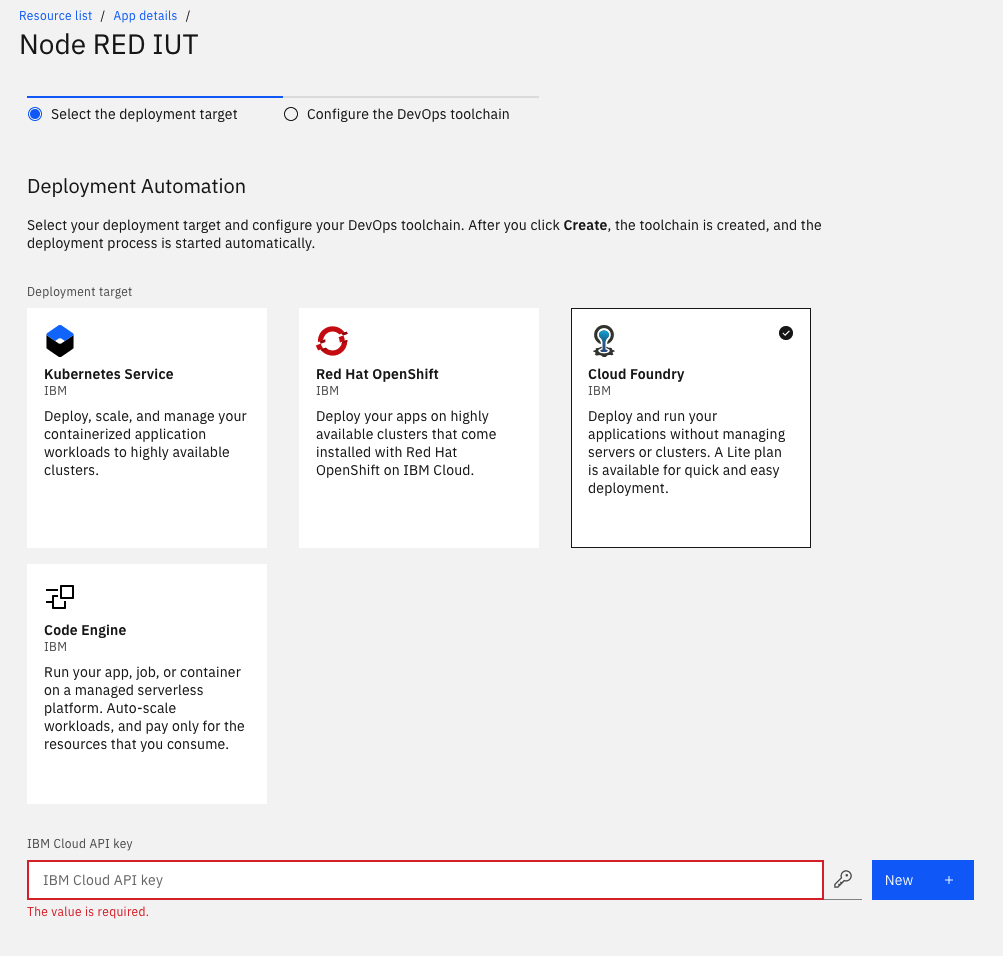 Resource list / App details /
Node RED IUT
Select the deployment target
Configure the DevOps toolchain
Deployment Automation
Select your deployment target and configure your DevOps toolchain. After you click Create, the toolchain is created, and the
deployment process is started automatically.
Deployment target
Kubernetes Service
IBM
Deploy, scale, and manage your
containerized application
workloads to highly available
clusters.
Red Hat OpenShift
IBM
Deploy your apps on highly
available clusters that come
installed with Red Hat
OpenShift on IBM Cloud.
Cloud Foundry
IBM
Deploy and run your
applications without managing
servers or clusters. A Lite plan
is available for quick and easy
deployment.
Code Engine
IBM
Run your app, job, or container
on a managed serverless
platform. Auto-scale
workloads, and pay only for the
resources that you consume.
IBM Cloud API key
IBM Cloud API key
New +
The value is required.